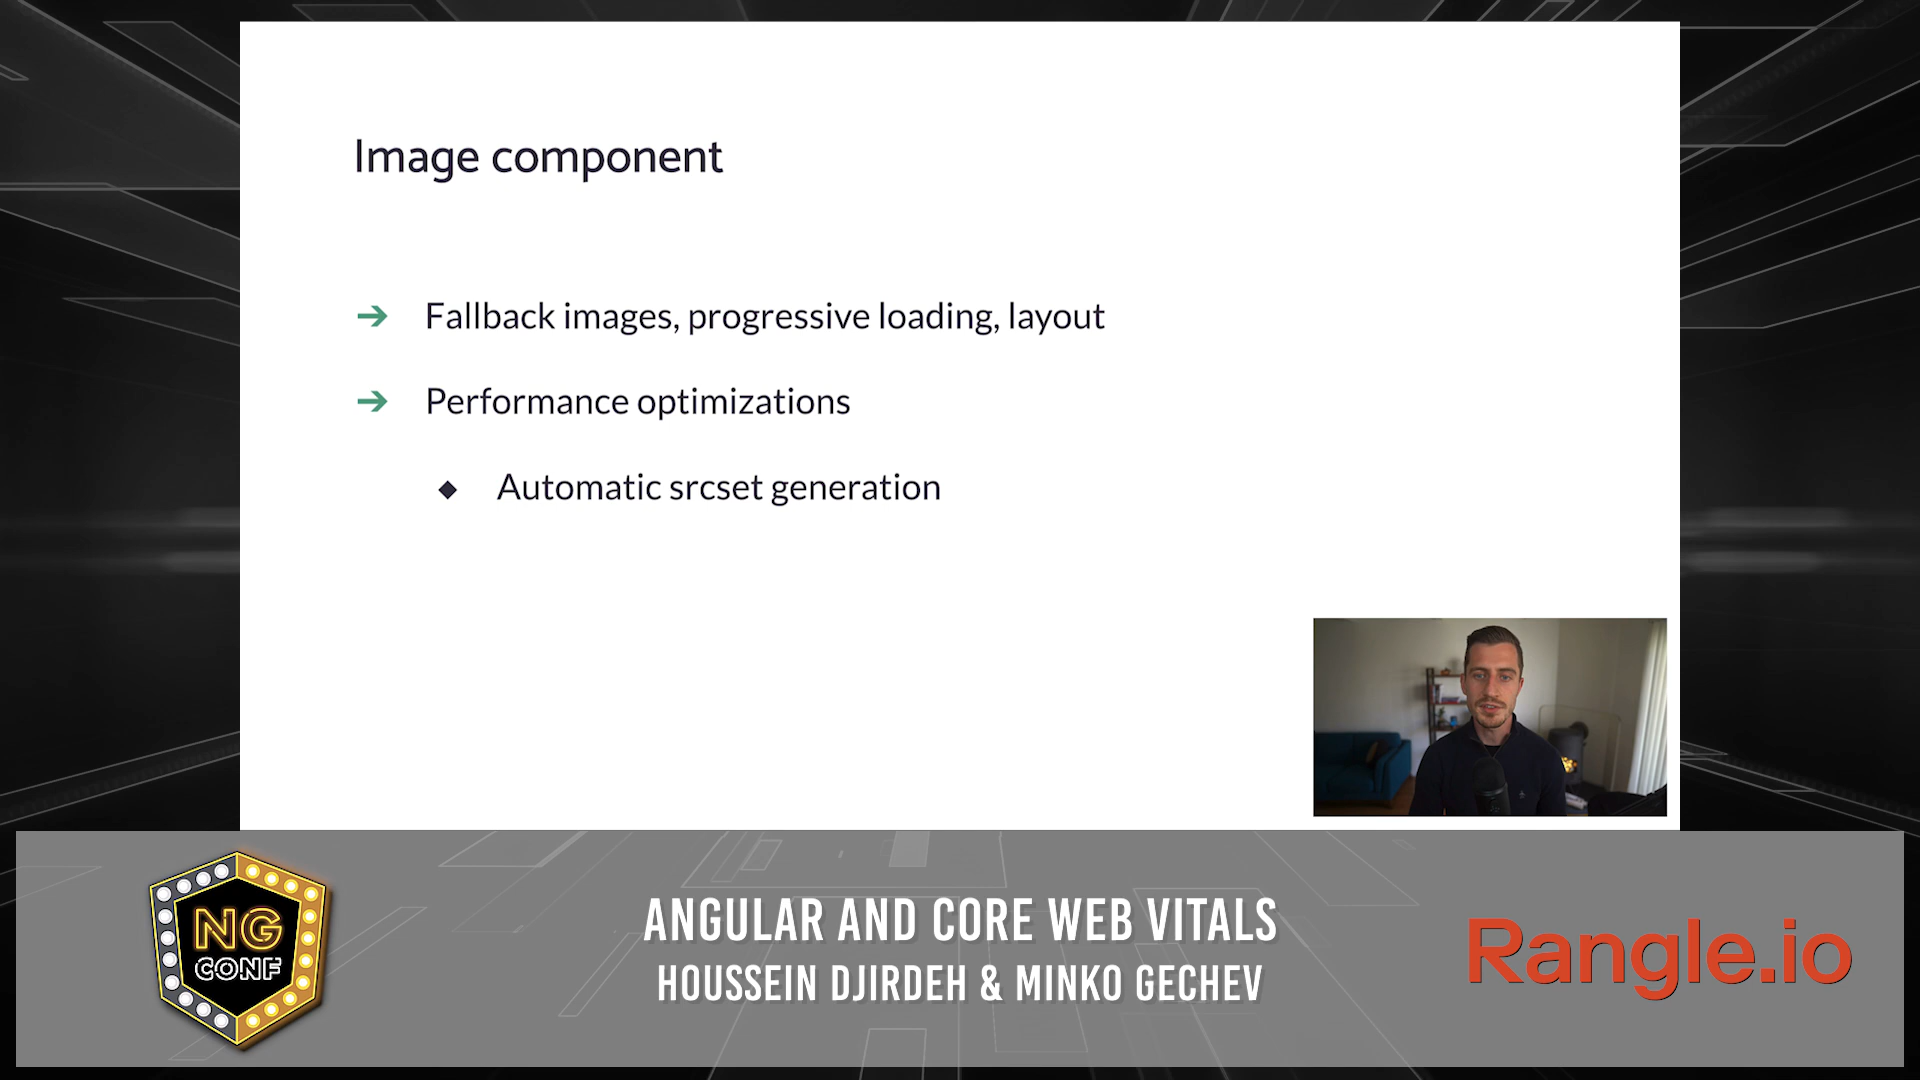 Image component
Fallback images, progressive loading, layout
Performance optimizations
Automatic srcset generation
NG
CONF
ANGULAR AND CORE WEB VITALS
HOUSSEIN DJIRDEH & MINKO GECHEV
Rangle.io